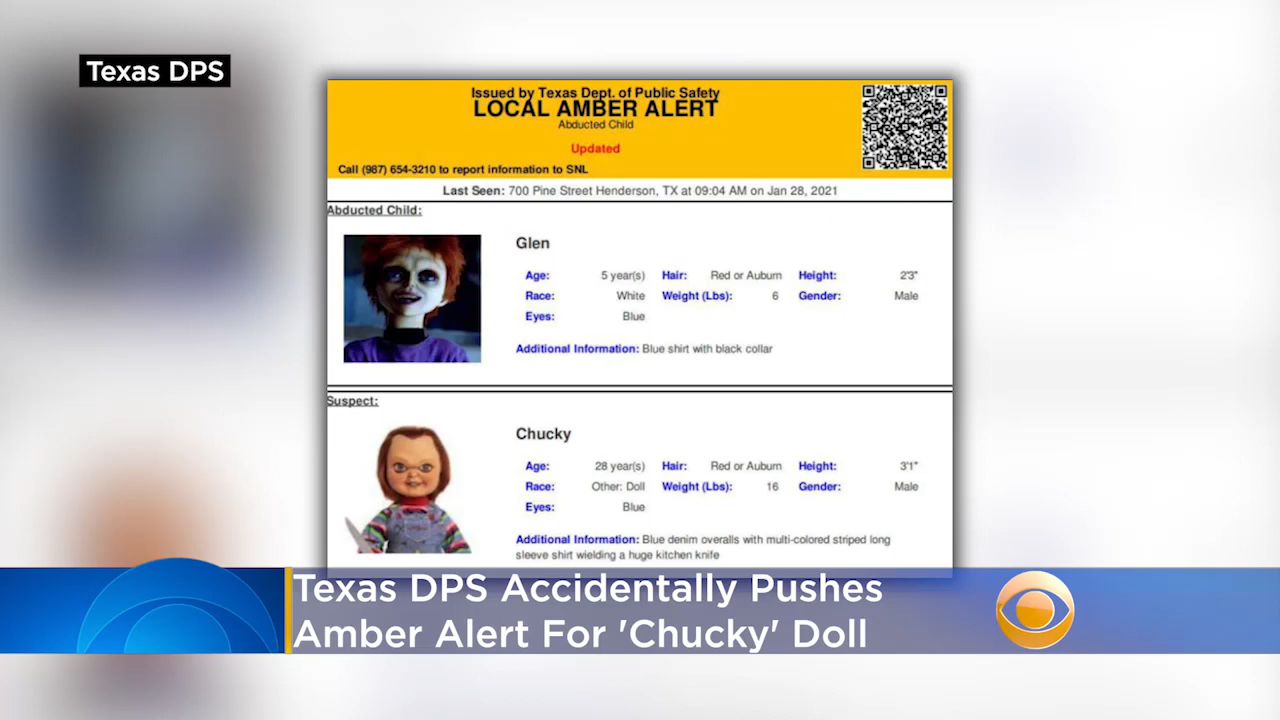 Texas DPS
Issued by Texas Dept. of Public Safety
LOCAL AMBER ALERT
Abducted Child
Updated
Call (987) 654-3210 to report information to SNL
Last Seen: 700 Pine Street Henderson, TX at 09:04 AM on Jan 28, 2021
Abducted Child:
Glen
Age: 5 year(s) Hair: Red or Auburn Height: 2'3"
Race: White Weight (Lbs): 6 Gender: Male
Eyes: Blue
Additional Information: Blue shirt with black collar
Suspect:
Chucky
Age: 28 year(s) Hair: Red or Auburn Height: 3'1"
Race: Other: Doll Weight (Lbs): 16 Gender: Male
Eyes: Blue
Additional Information: Blue denim overalls with multi-colored striped long
sleeve shirt wielding a huge kitchen knife
Texas DPS Accidentally Pushes
Amber Alert For 'Chucky' Doll